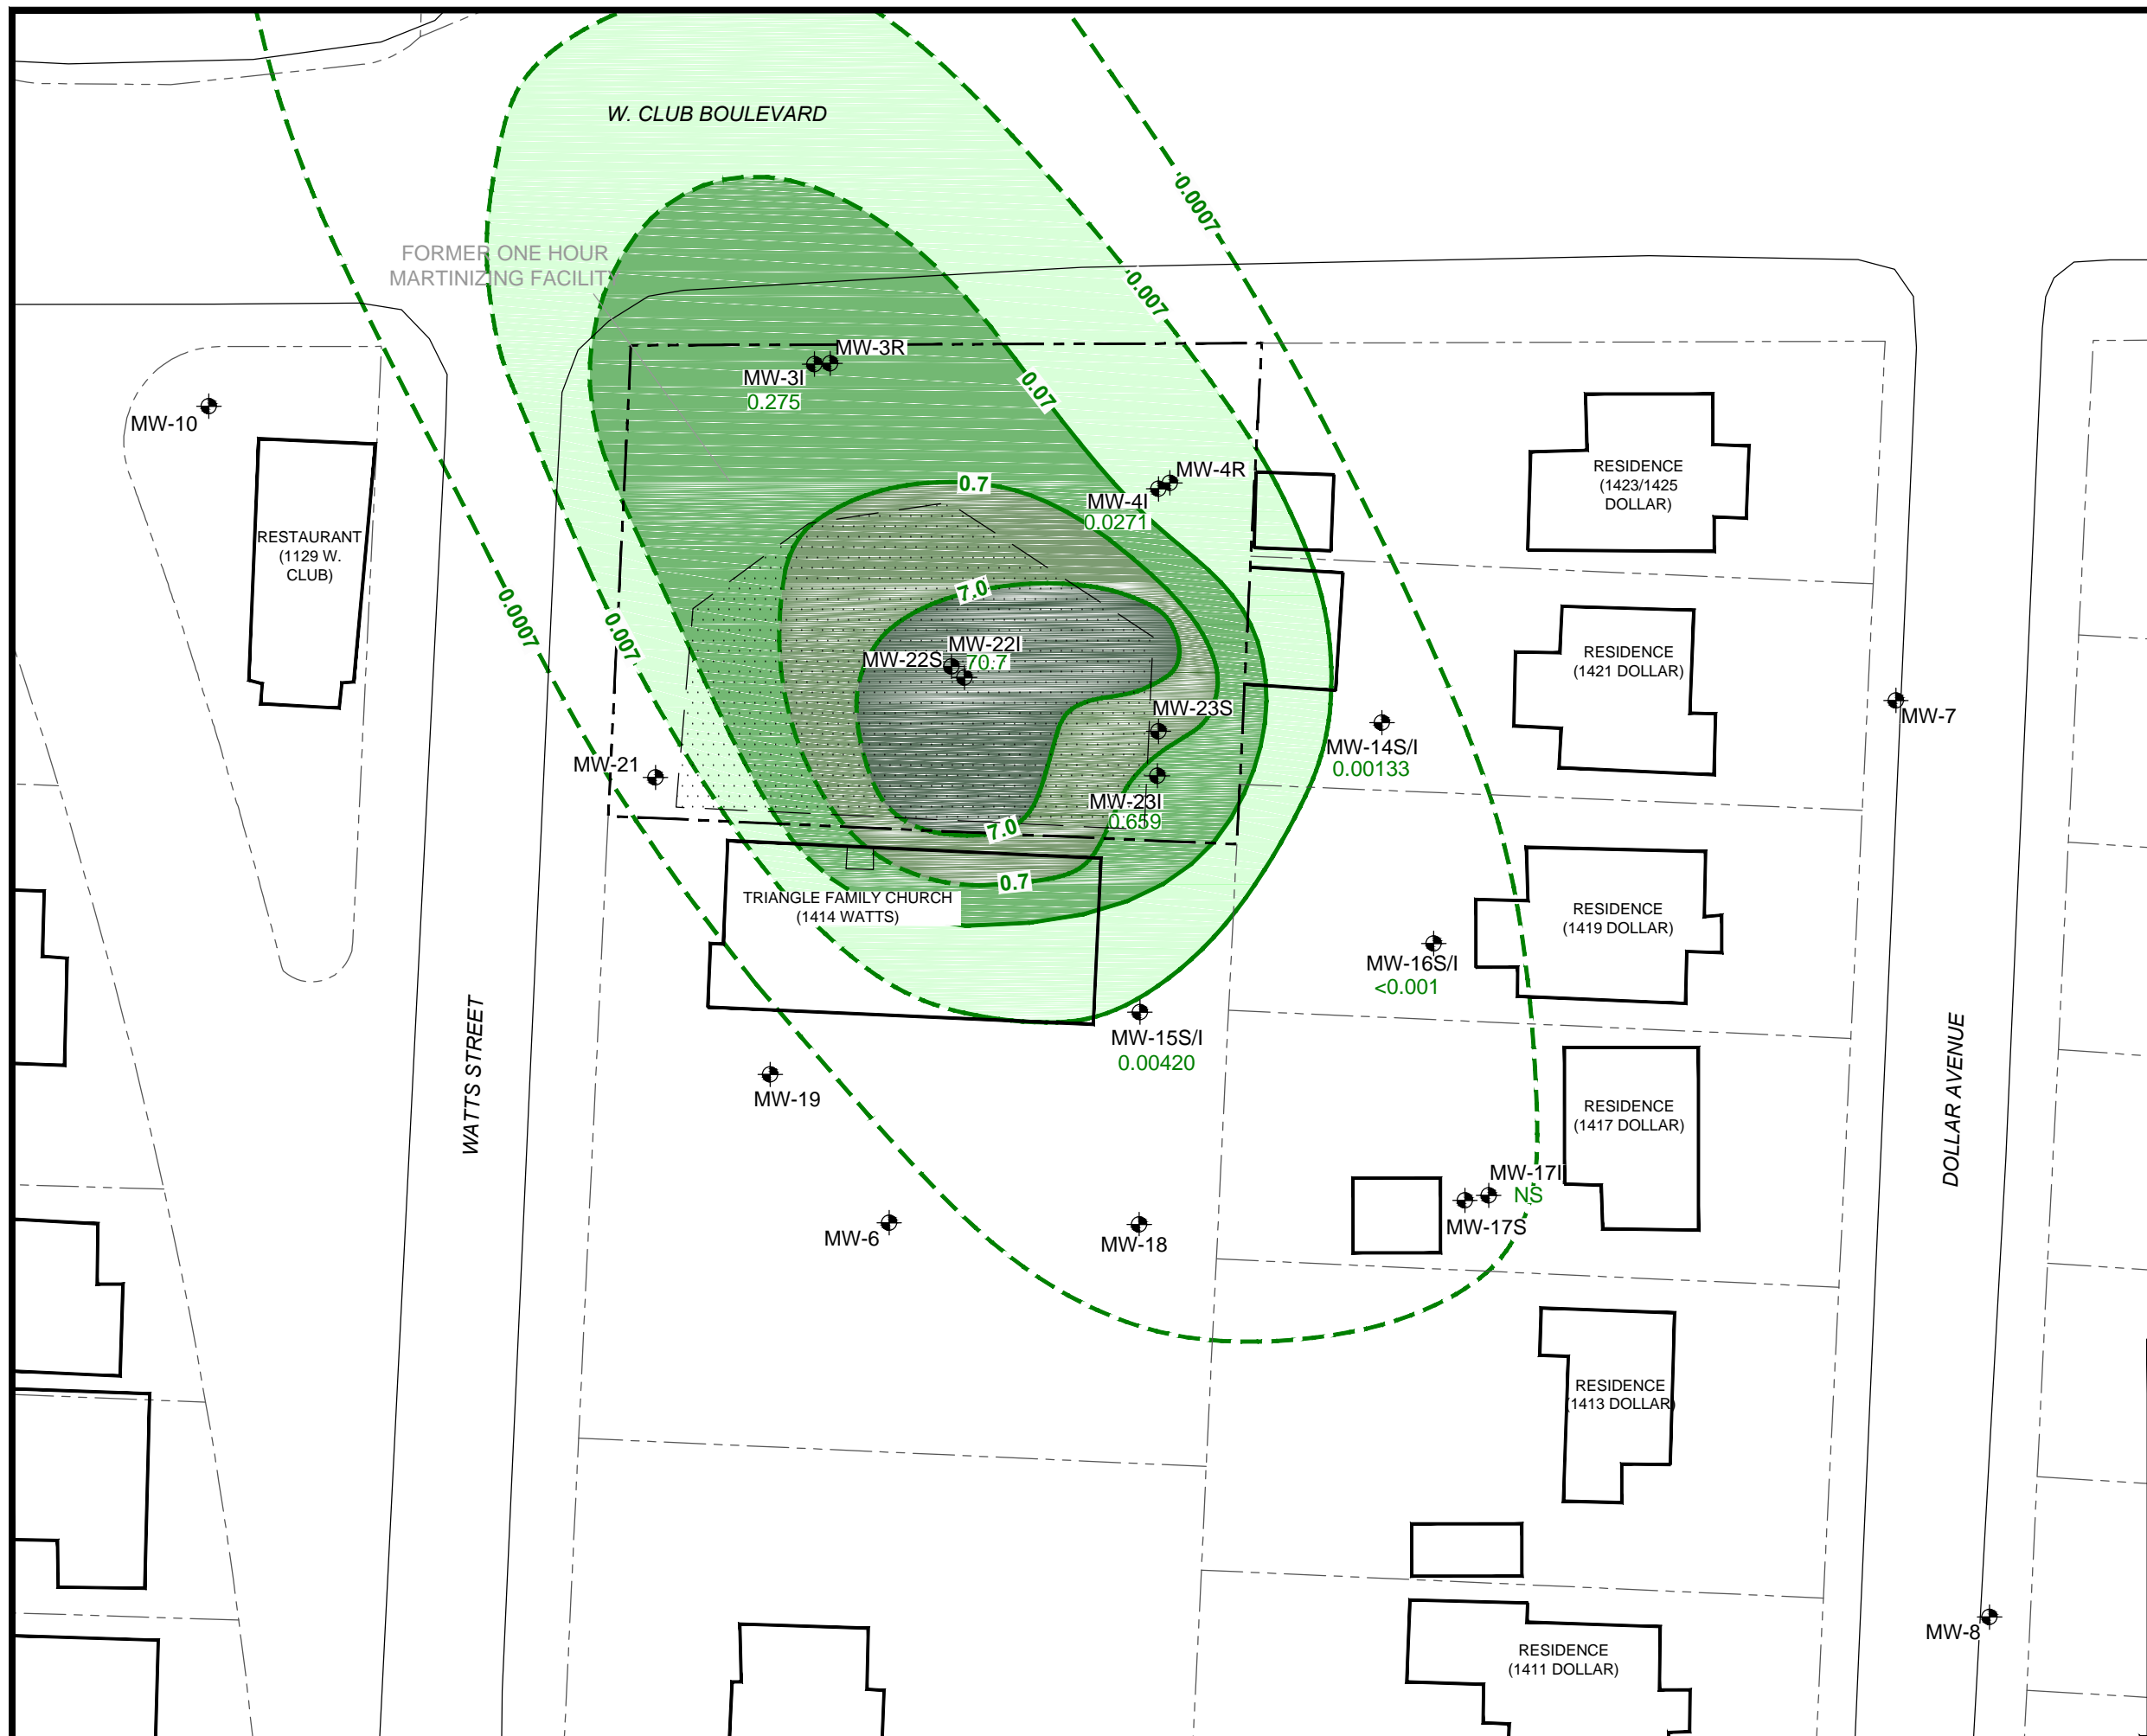 W. CLUB BOULEVARD
0.0007
FORMER ONE HOUR
MARTINIZING FACILITY
0.007
MW-3R
MW-3I
0.275
0.07
MW-10
MW-4R
MW-4I
0.0271
0.7
RESIDENCE
(1423/1425
DOLLAR)
RESTAURANT
(1129 W.
CLUB)
7.0
0.0007
0.007
MW-22I
MW-22S
70.7
RESIDENCE
(1421 DOLLAR)
MW-23S
MW-7
MW-14S/I
0.00133
MW-21
MW-23I
0.659
7.0
0.7
TRIANGLE FAMILY CHURCH
(1414 WATTS)
RESIDENCE
(1419 DOLLAR)
MW-16S/I
<0.001
MW-15S/I
0.00420
WATTS STREET
DOLLAR AVENUE
MW-19
RESIDENCE
(1417 DOLLAR)
MW-17I
NS
MW-17S
MW-6
MW-18
RESIDENCE
(1413 DOLLAR)
MW-8
RESIDENCE
(1411 DOLLAR)